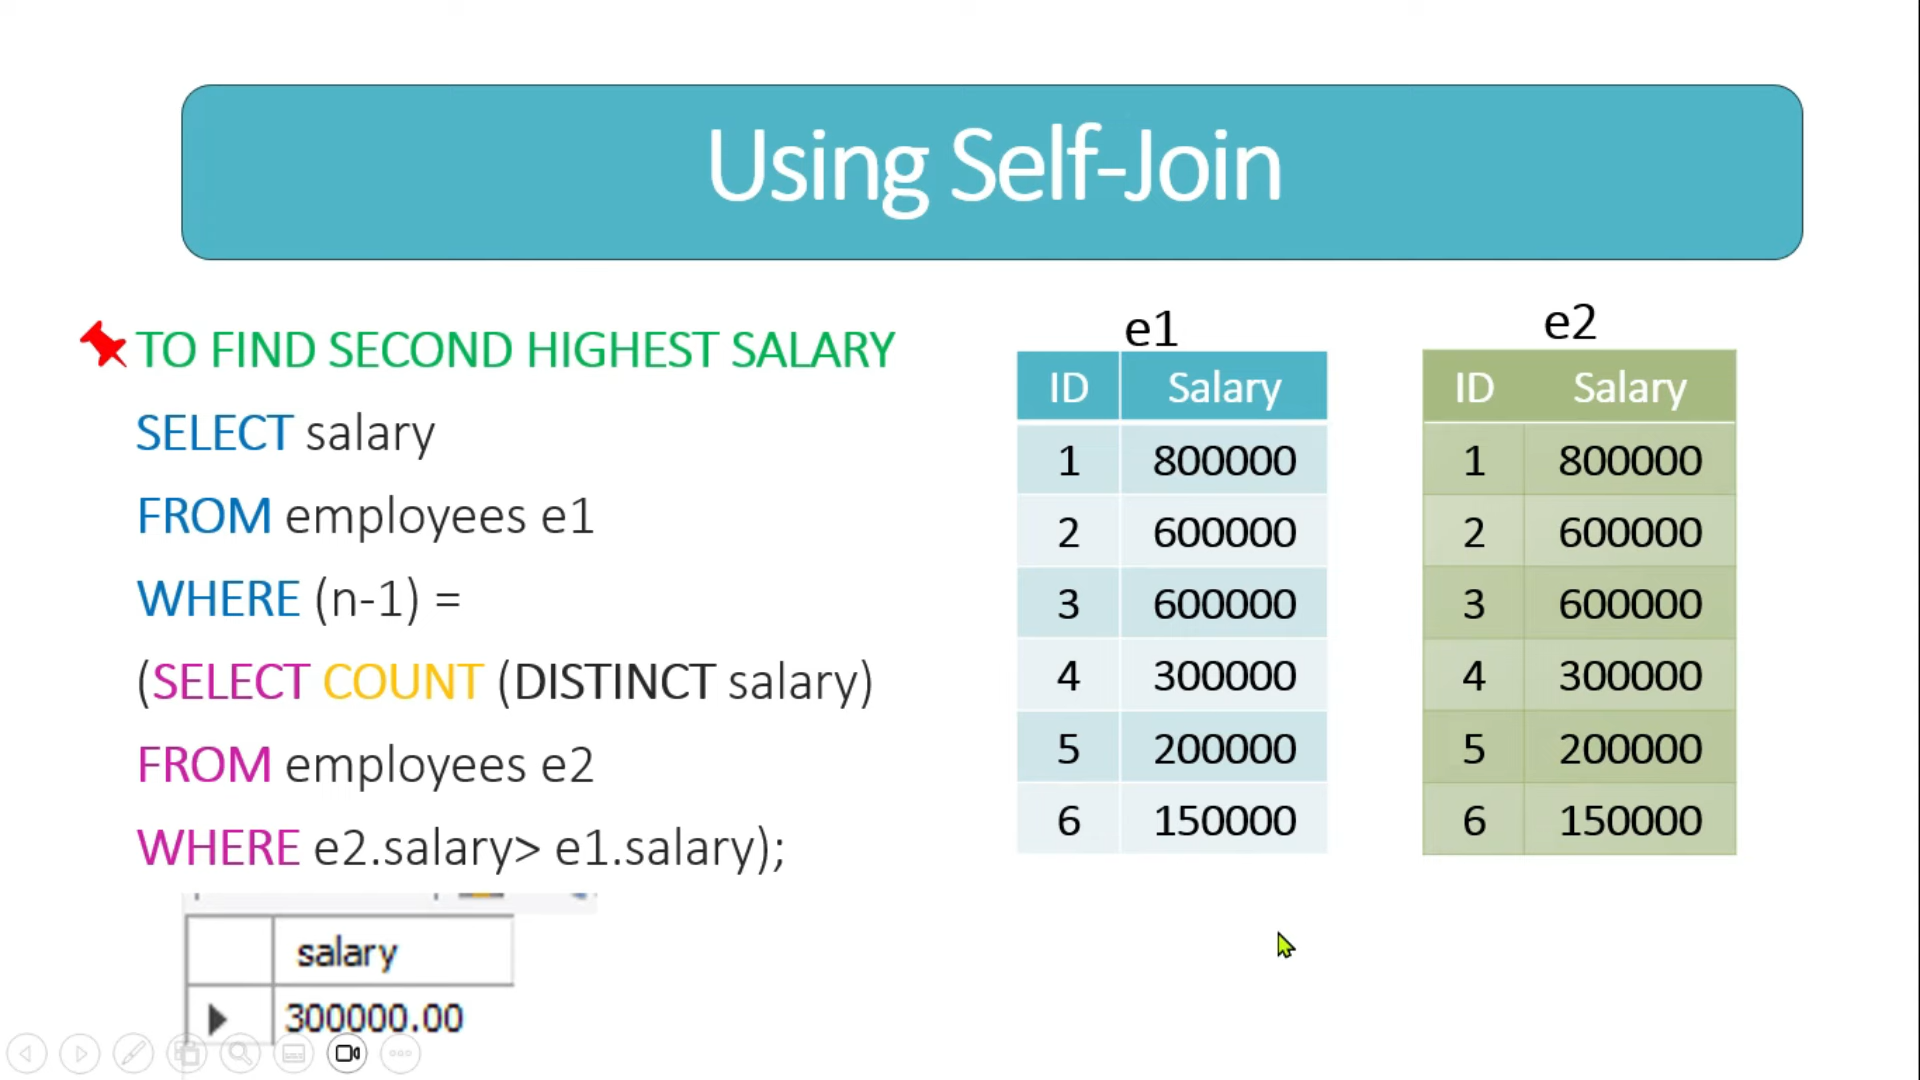 Using Self-Join
TO FIND SECOND HIGHEST SALARY
SELECT salary
FROM employees e1
WHERE (n-1) =
(SELECT COUNT (DISTINCT salary)
FROM employees e2
WHERE e2.salary> e1.salary);
salary
300000.00
e1
ID Salary
1 800000
2 600000
3 600000
4 300000
5 200000
6 150000
e2
ID Salary
1 800000
2 600000
3 600000
4 300000
5 200000
6 150000